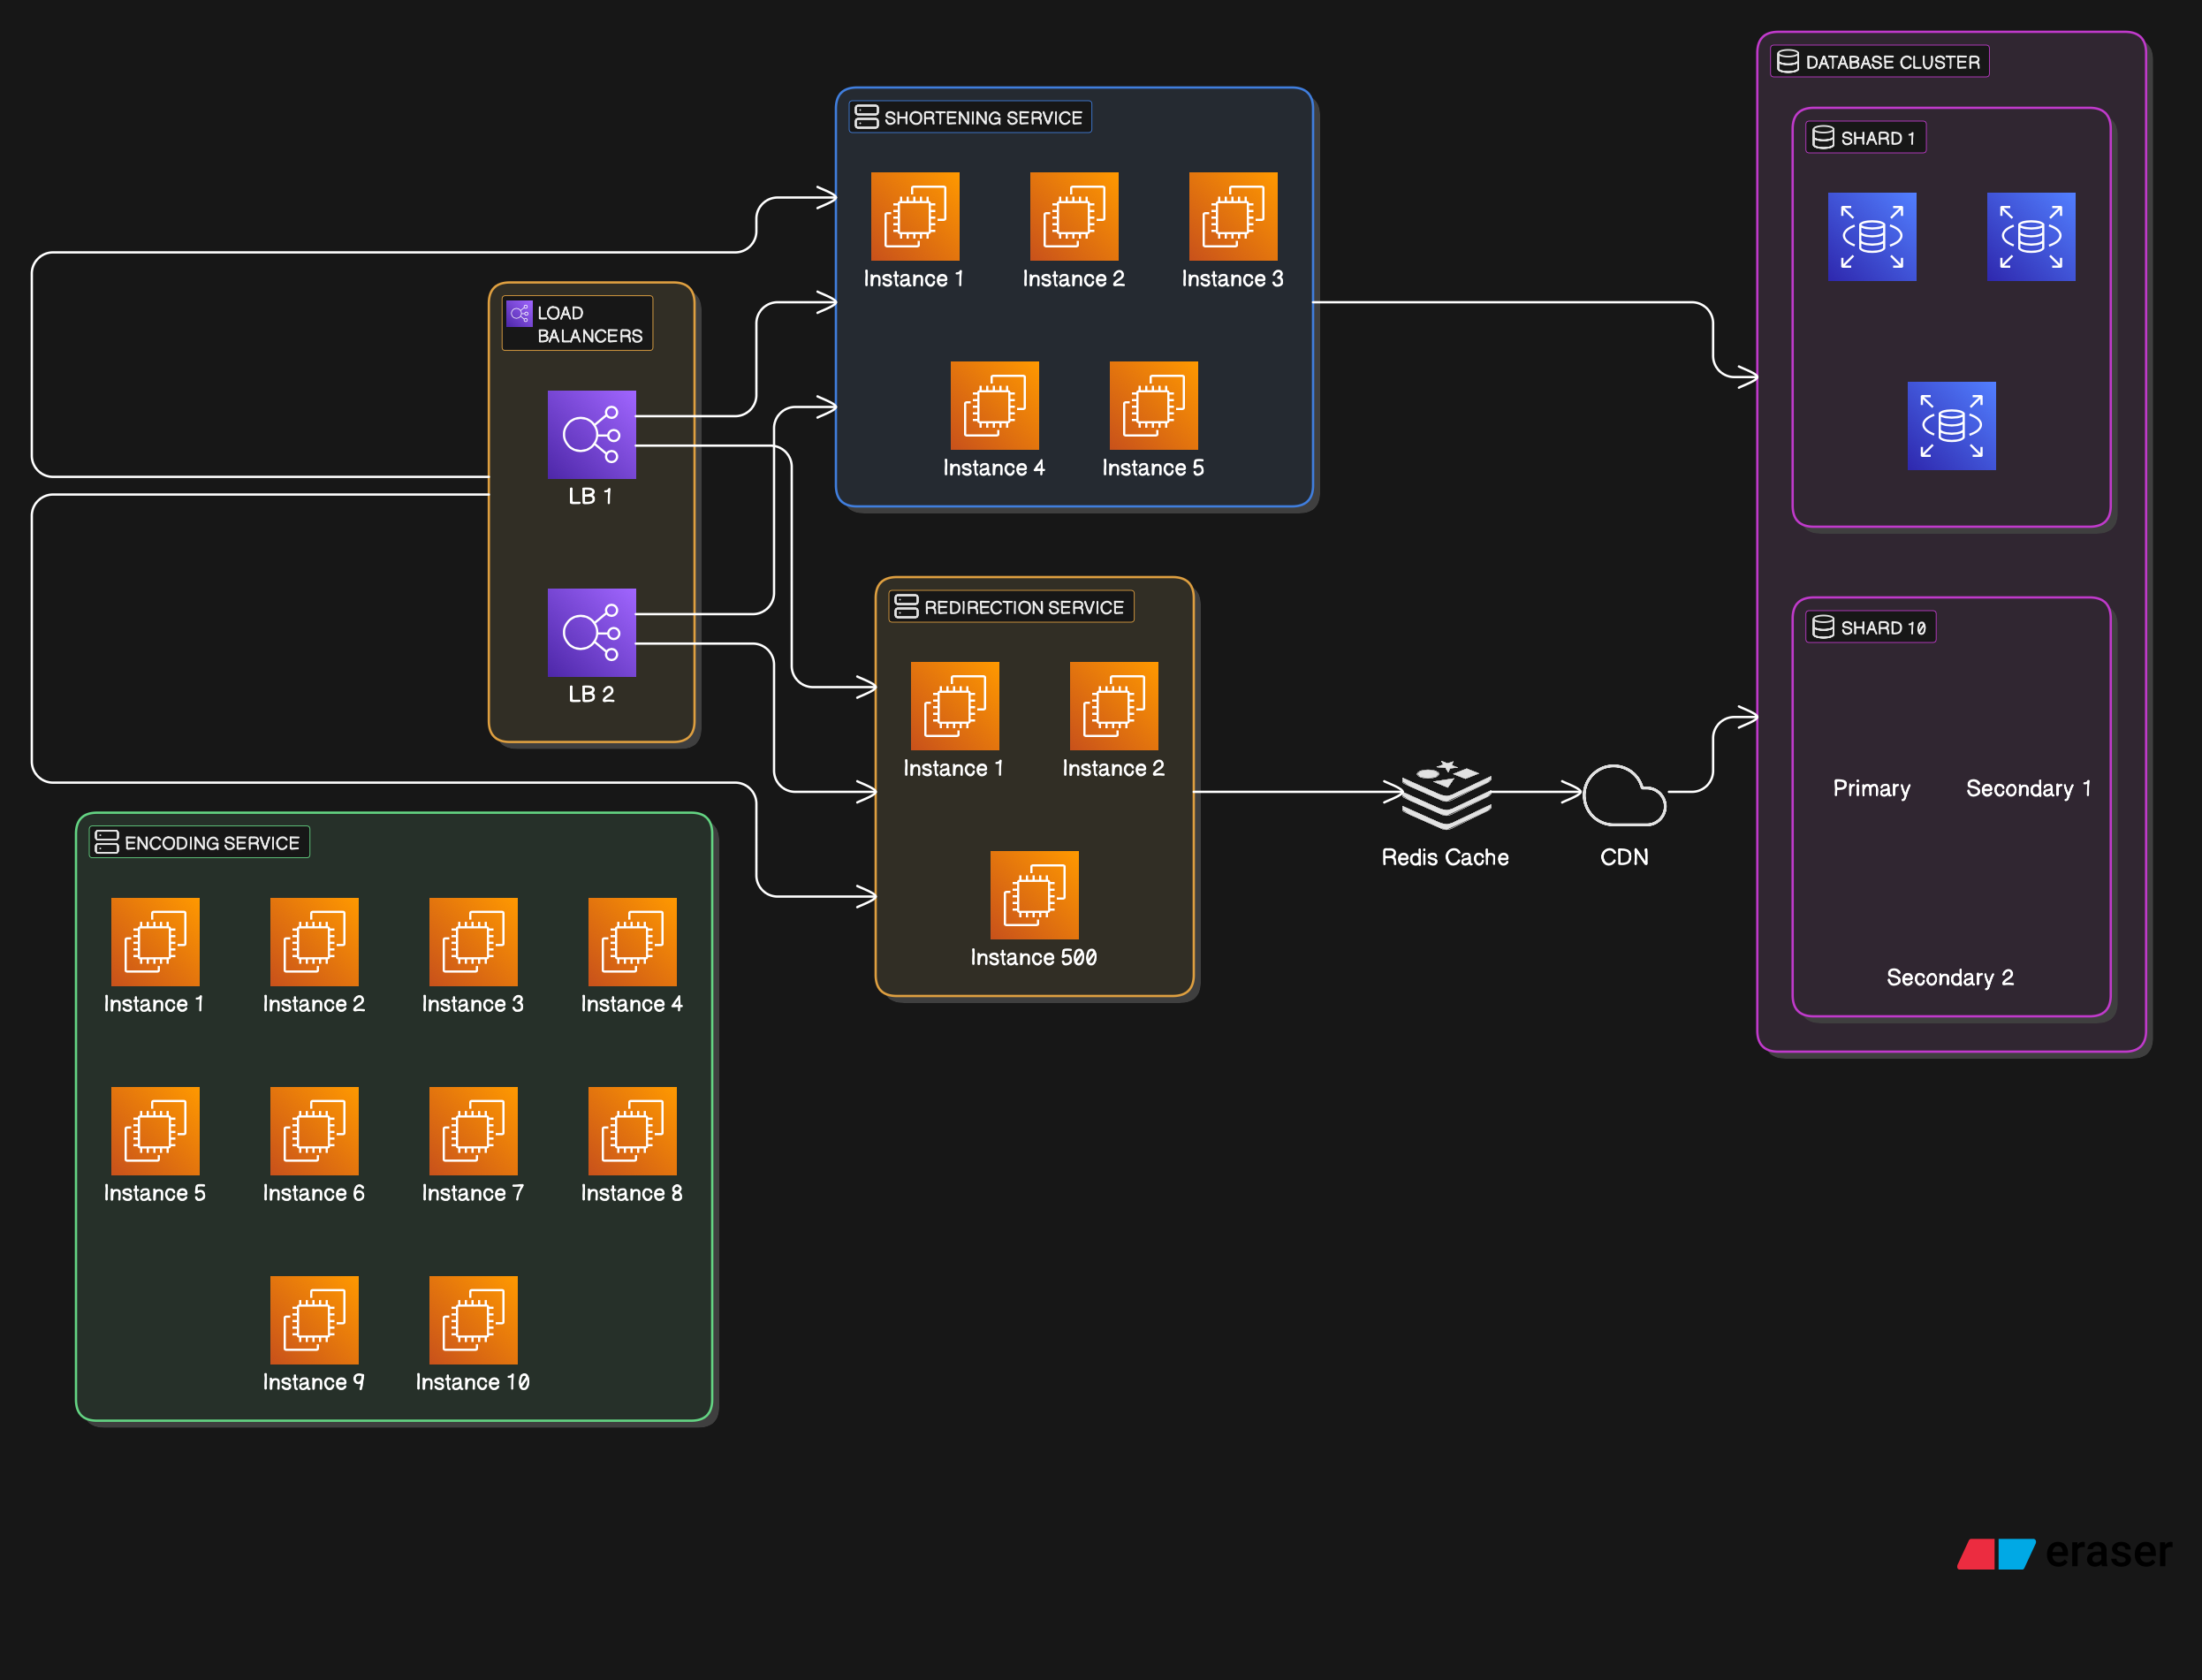 DATABASE CLUSTER
SHARD 1
SHORTENING SERVICE
Instance 1
Instance 2
Instance 3
Instance 4
Instance 5
LOAD
BALANCERS
LB 1
LB 2
REDIRECTION SERVICE
Instance 1
Instance 2
Instance 500
Redis Cache
CDN
SHARD 10
Primary
Secondary 1
Secondary 2
ENCODING SERVICE
Instance 1
Instance 2
Instance 3
Instance 4
Instance 5
Instance 6
Instance 7
Instance 8
Instance 9
Instance 10
eraser